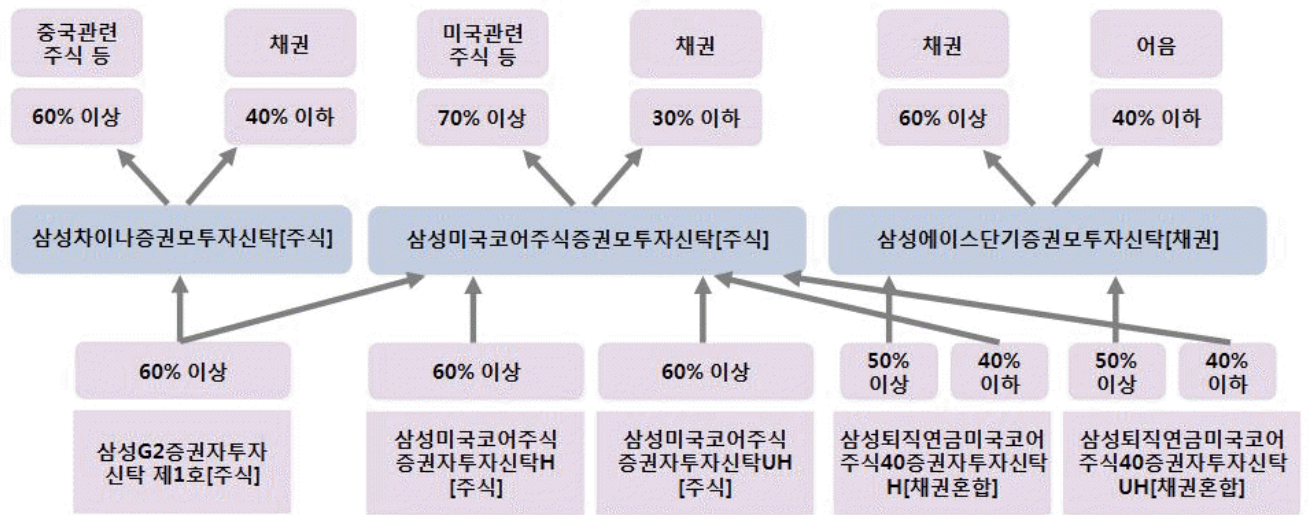 중국관련
주식 등
채권
미국관련
주식 등
채권
채권
어음
60% 이상
40% 이하
70% 이상
30% 이하
60% 이상
40% 이하
삼성차이나증권모투자신탁[주식]
삼성미국코어주식증권모투자신탁[주식]
삼성에이스단기증권모투자신탁[채권]
60% 이상
60% 이상
60% 이상
50%
이상
40%
이하
50%
이상
40%
이하
삼성G2증권자투자
신탁 제1호[주식]
삼성미국코어주식
증권자투자신탁H
[주식]
삼성미국코어주식
증권자투자신탁UH
[주식]
삼성퇴직연금미국코어
주식40증권자투자신탁
H[채권혼합]
삼성퇴직연금미국코어
주식40증권자투자신탁
UH[채권혼합]